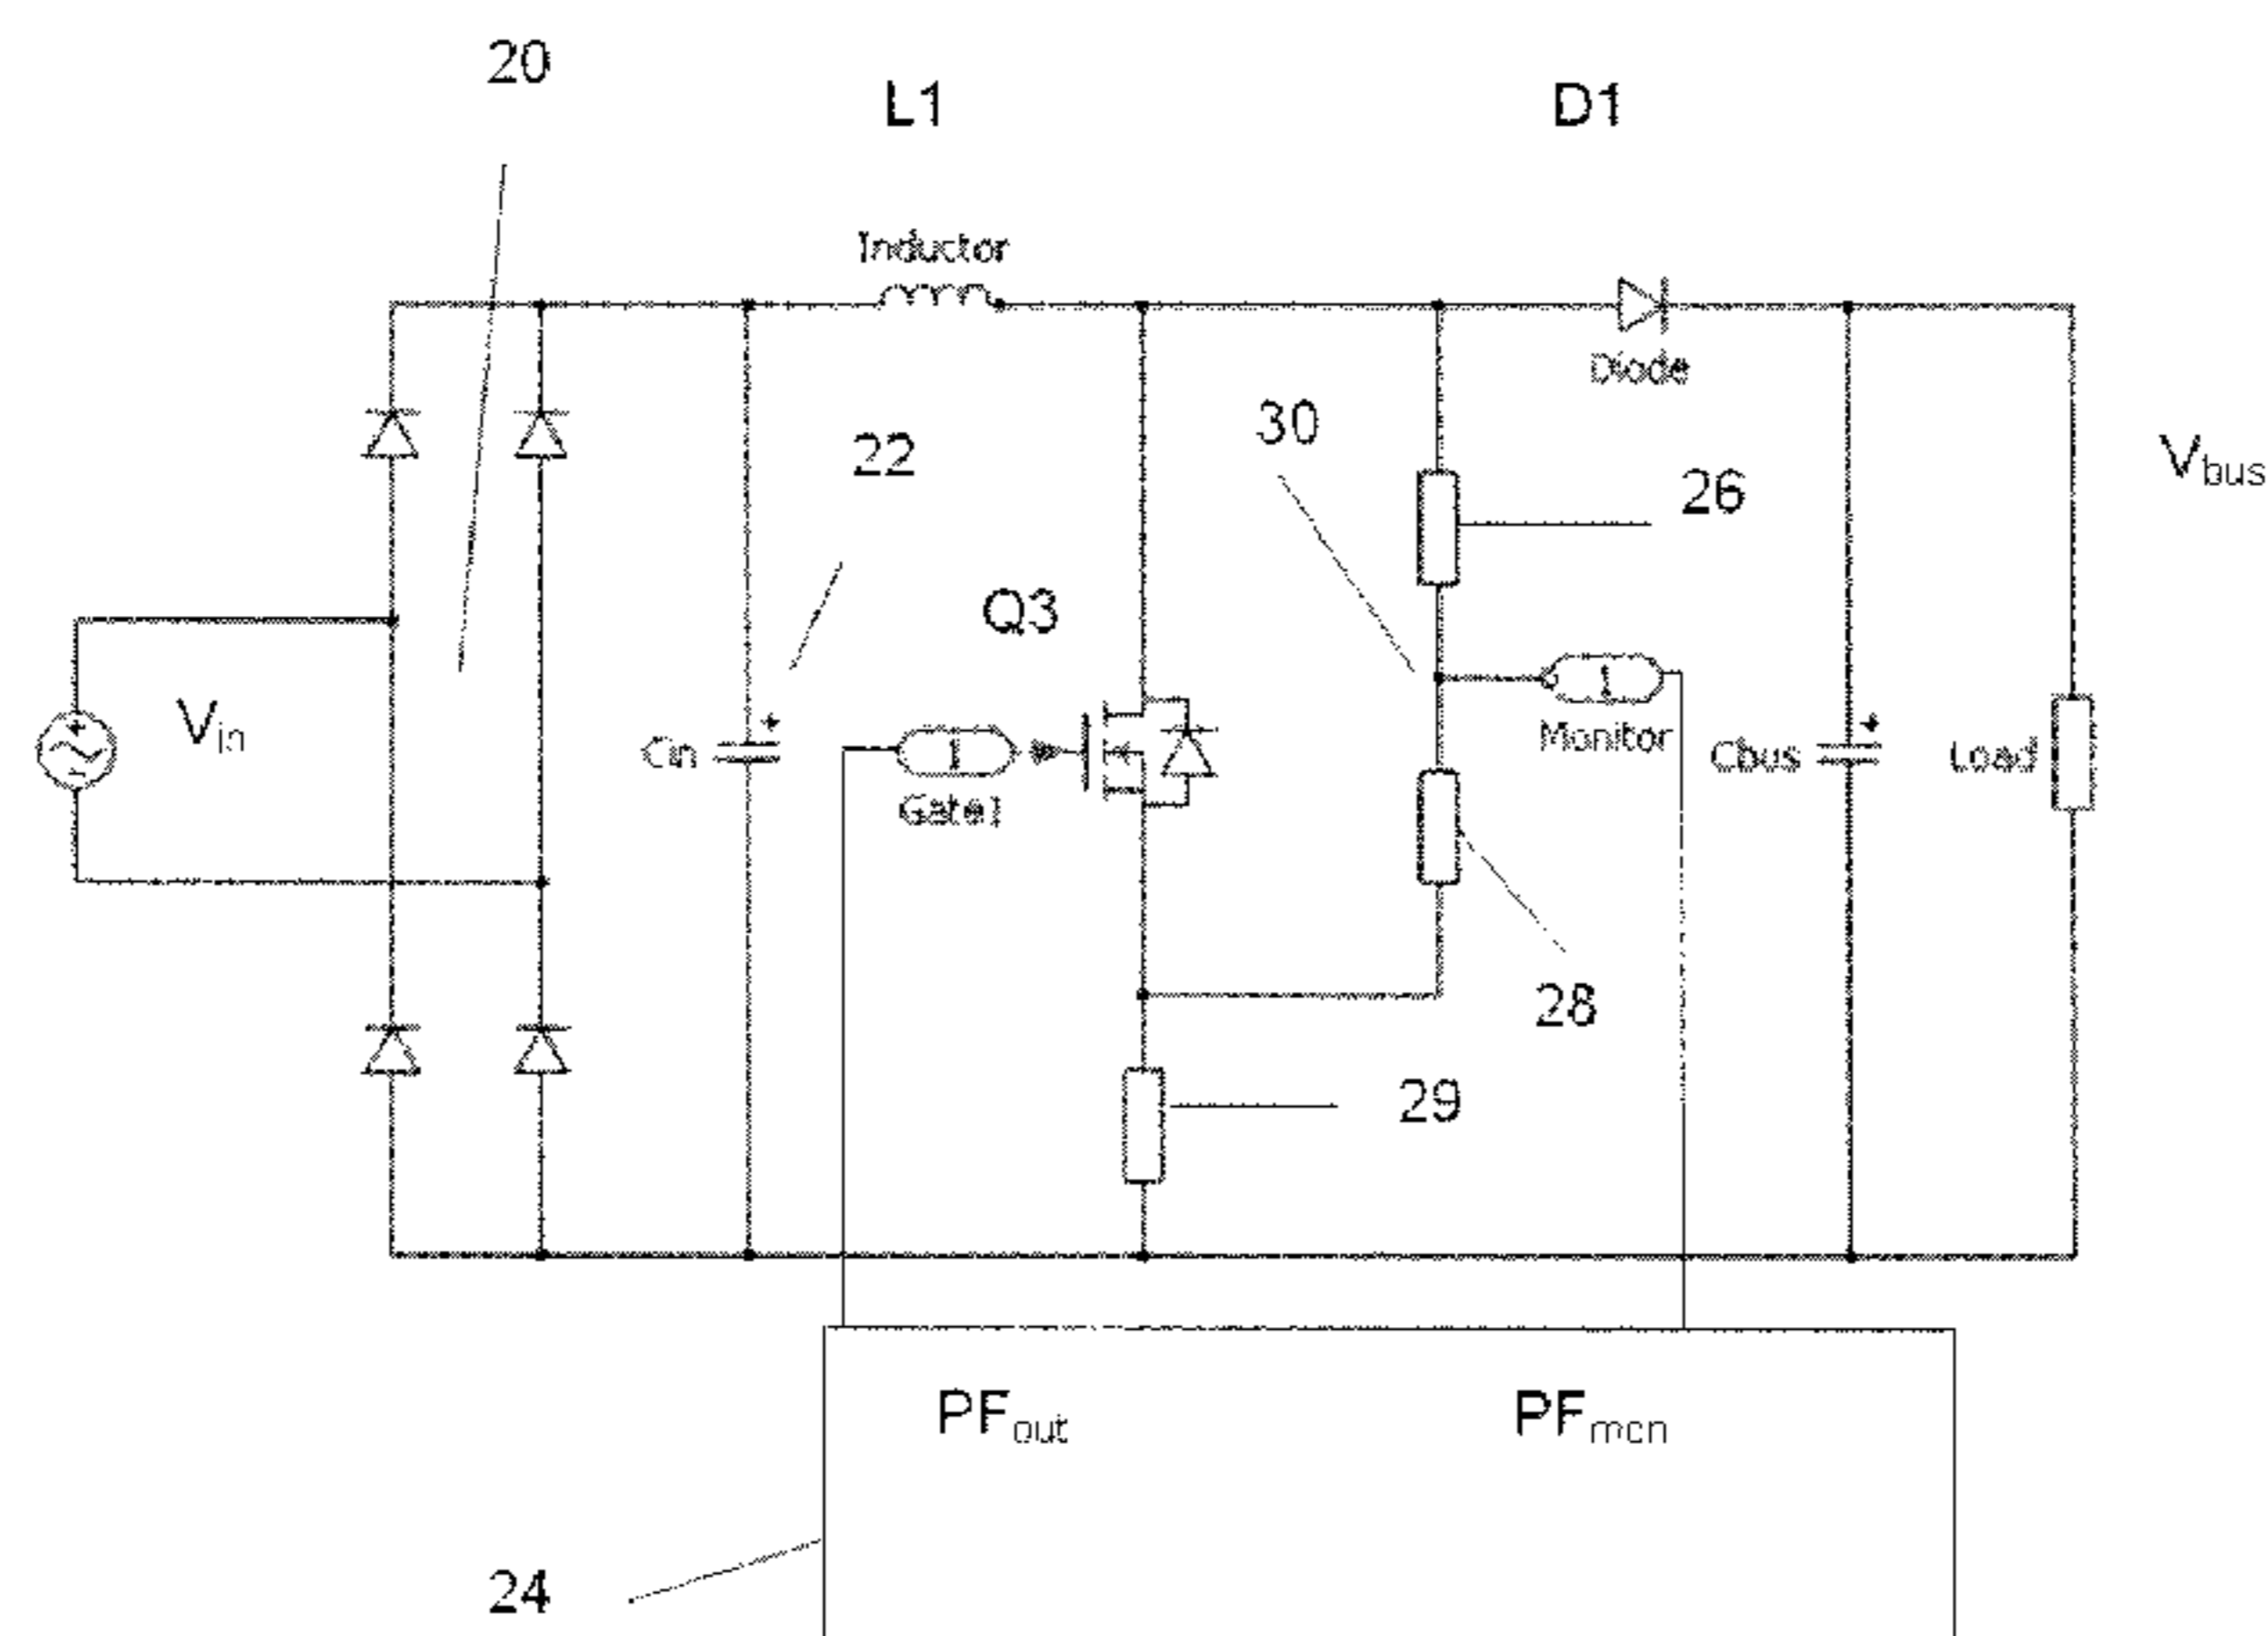 20
L1
D1
Inductor
Diode
30
22
26
Vbus
Q3
Vin
Cin
1
Gate1
1
Monitor
Cbus
Load
28
29
PFout
PFmon
24